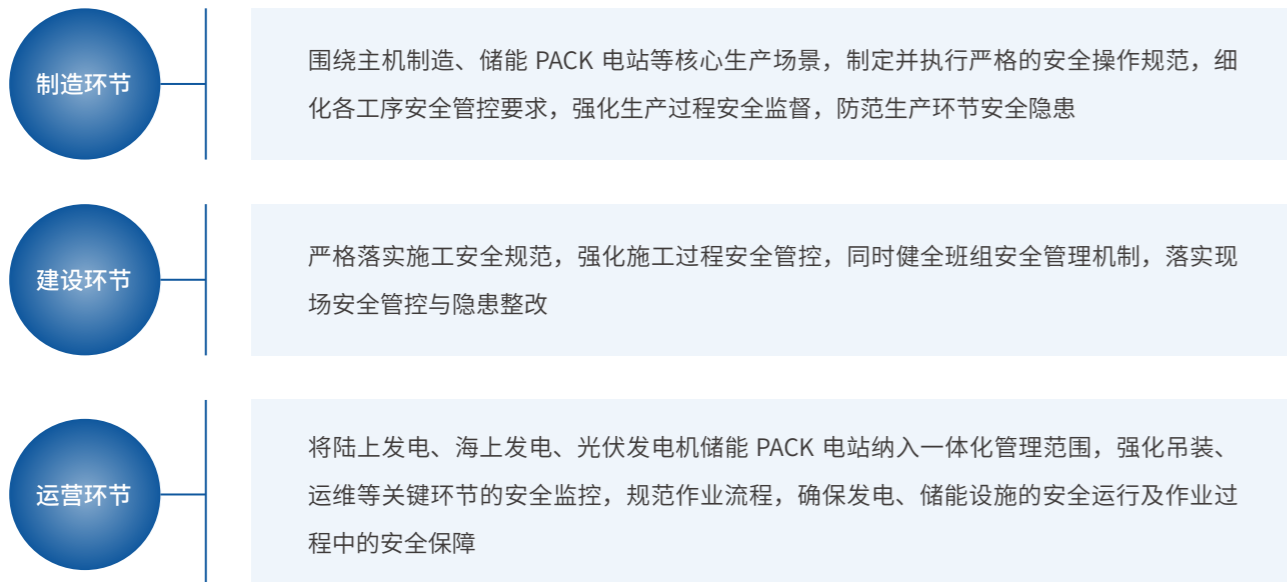 制造环节
围绕主机制造、储能 PACK 电站等核心生产场景，制定并执行严格的安全操作规范，细
化各工序安全管控要求，强化生产过程安全监督，防范生产环节安全隐患
建设环节
严格落实施工安全规范，强化施工过程安全管控，同时健全班组安全管理机制，落实现
场安全管控与隐患整改
运营环节
将陆上发电、海上发电、光伏发电机储能 PACK 电站纳入一体化管理范围，强化吊装、
运维等关键环节的安全监控，规范作业流程，确保发电、储能设施的安全运行及作业过
程中的安全保障